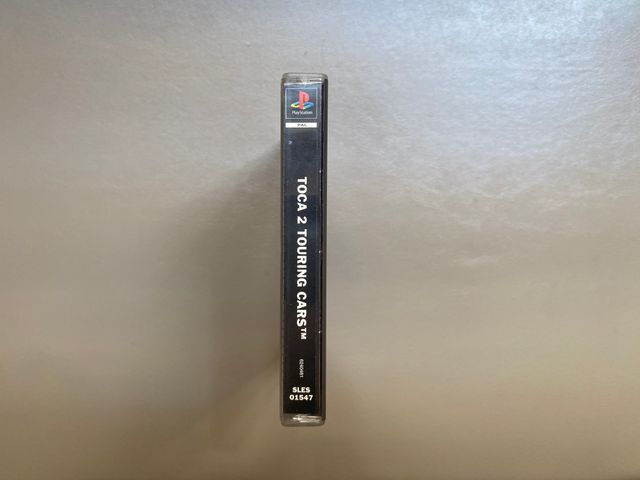 PlayStation
PAL
TOCA 2 TOURING CARS™
SLES
01547